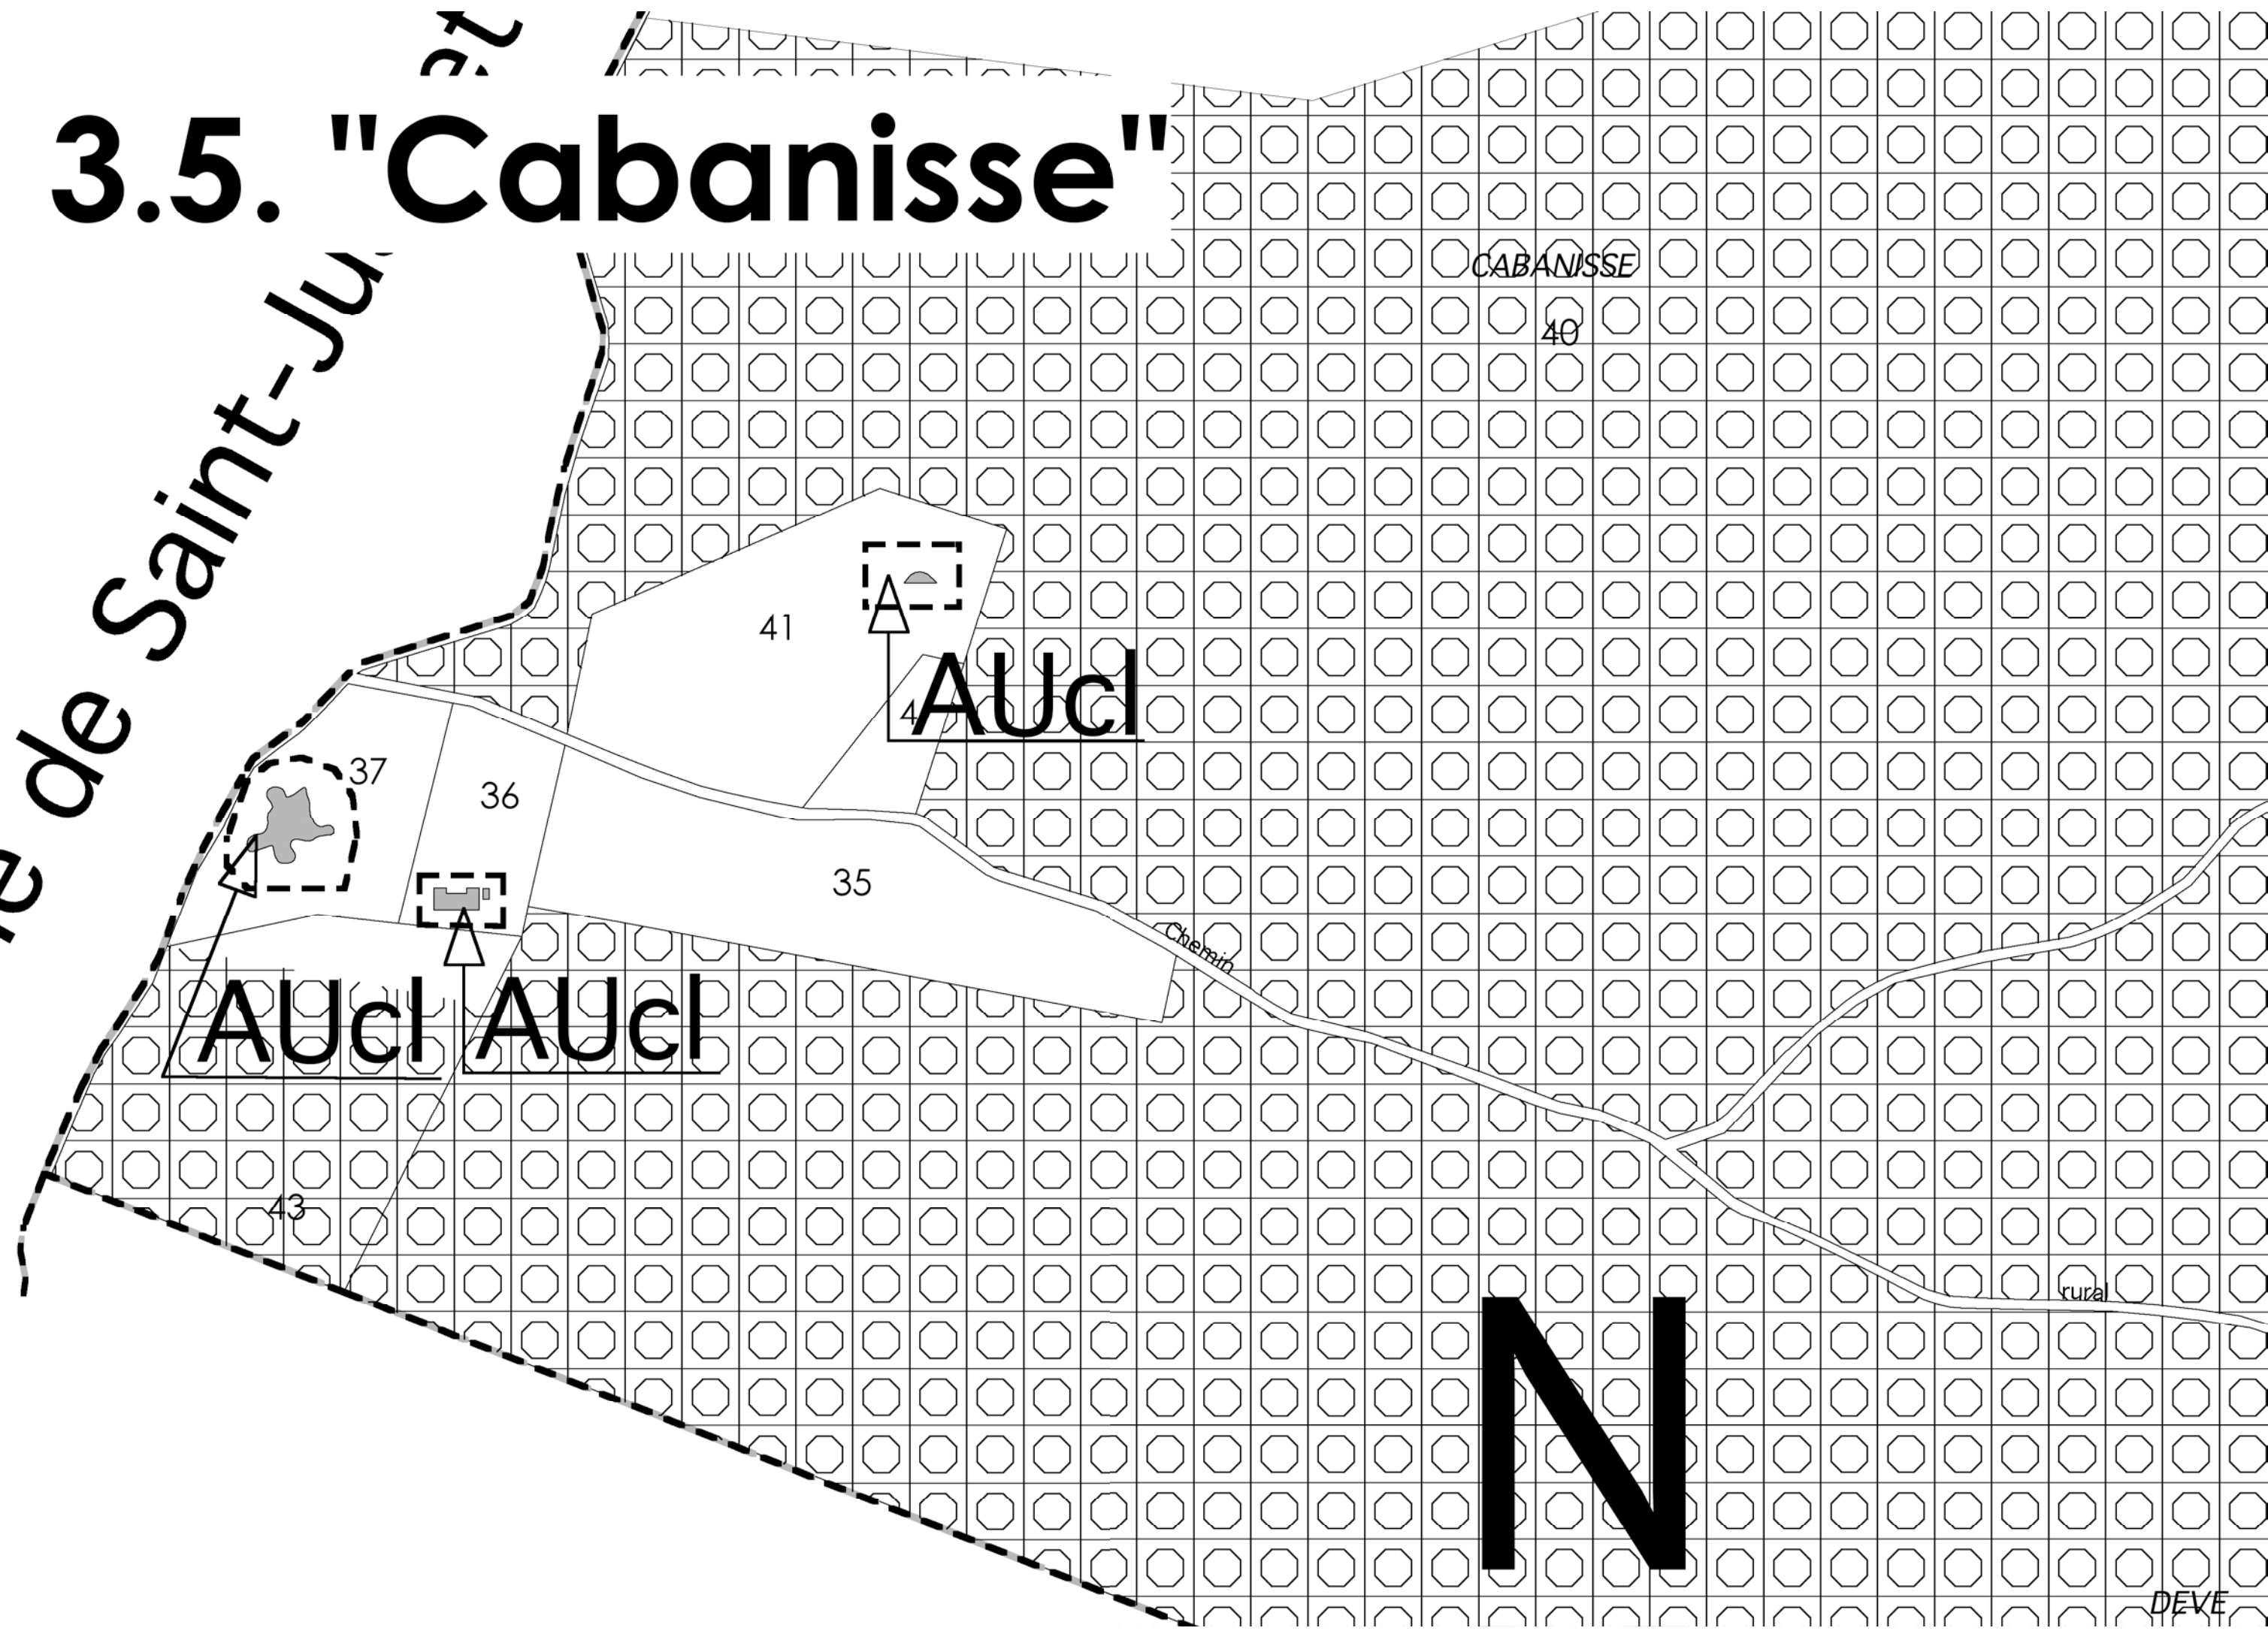 3.5. "Cabanisse"
de Saint-Ju
CABANISSE
40
41
AUcl
4
37
36
35
Chemin
AUcl
AUcl
43
rural
N
DEVE